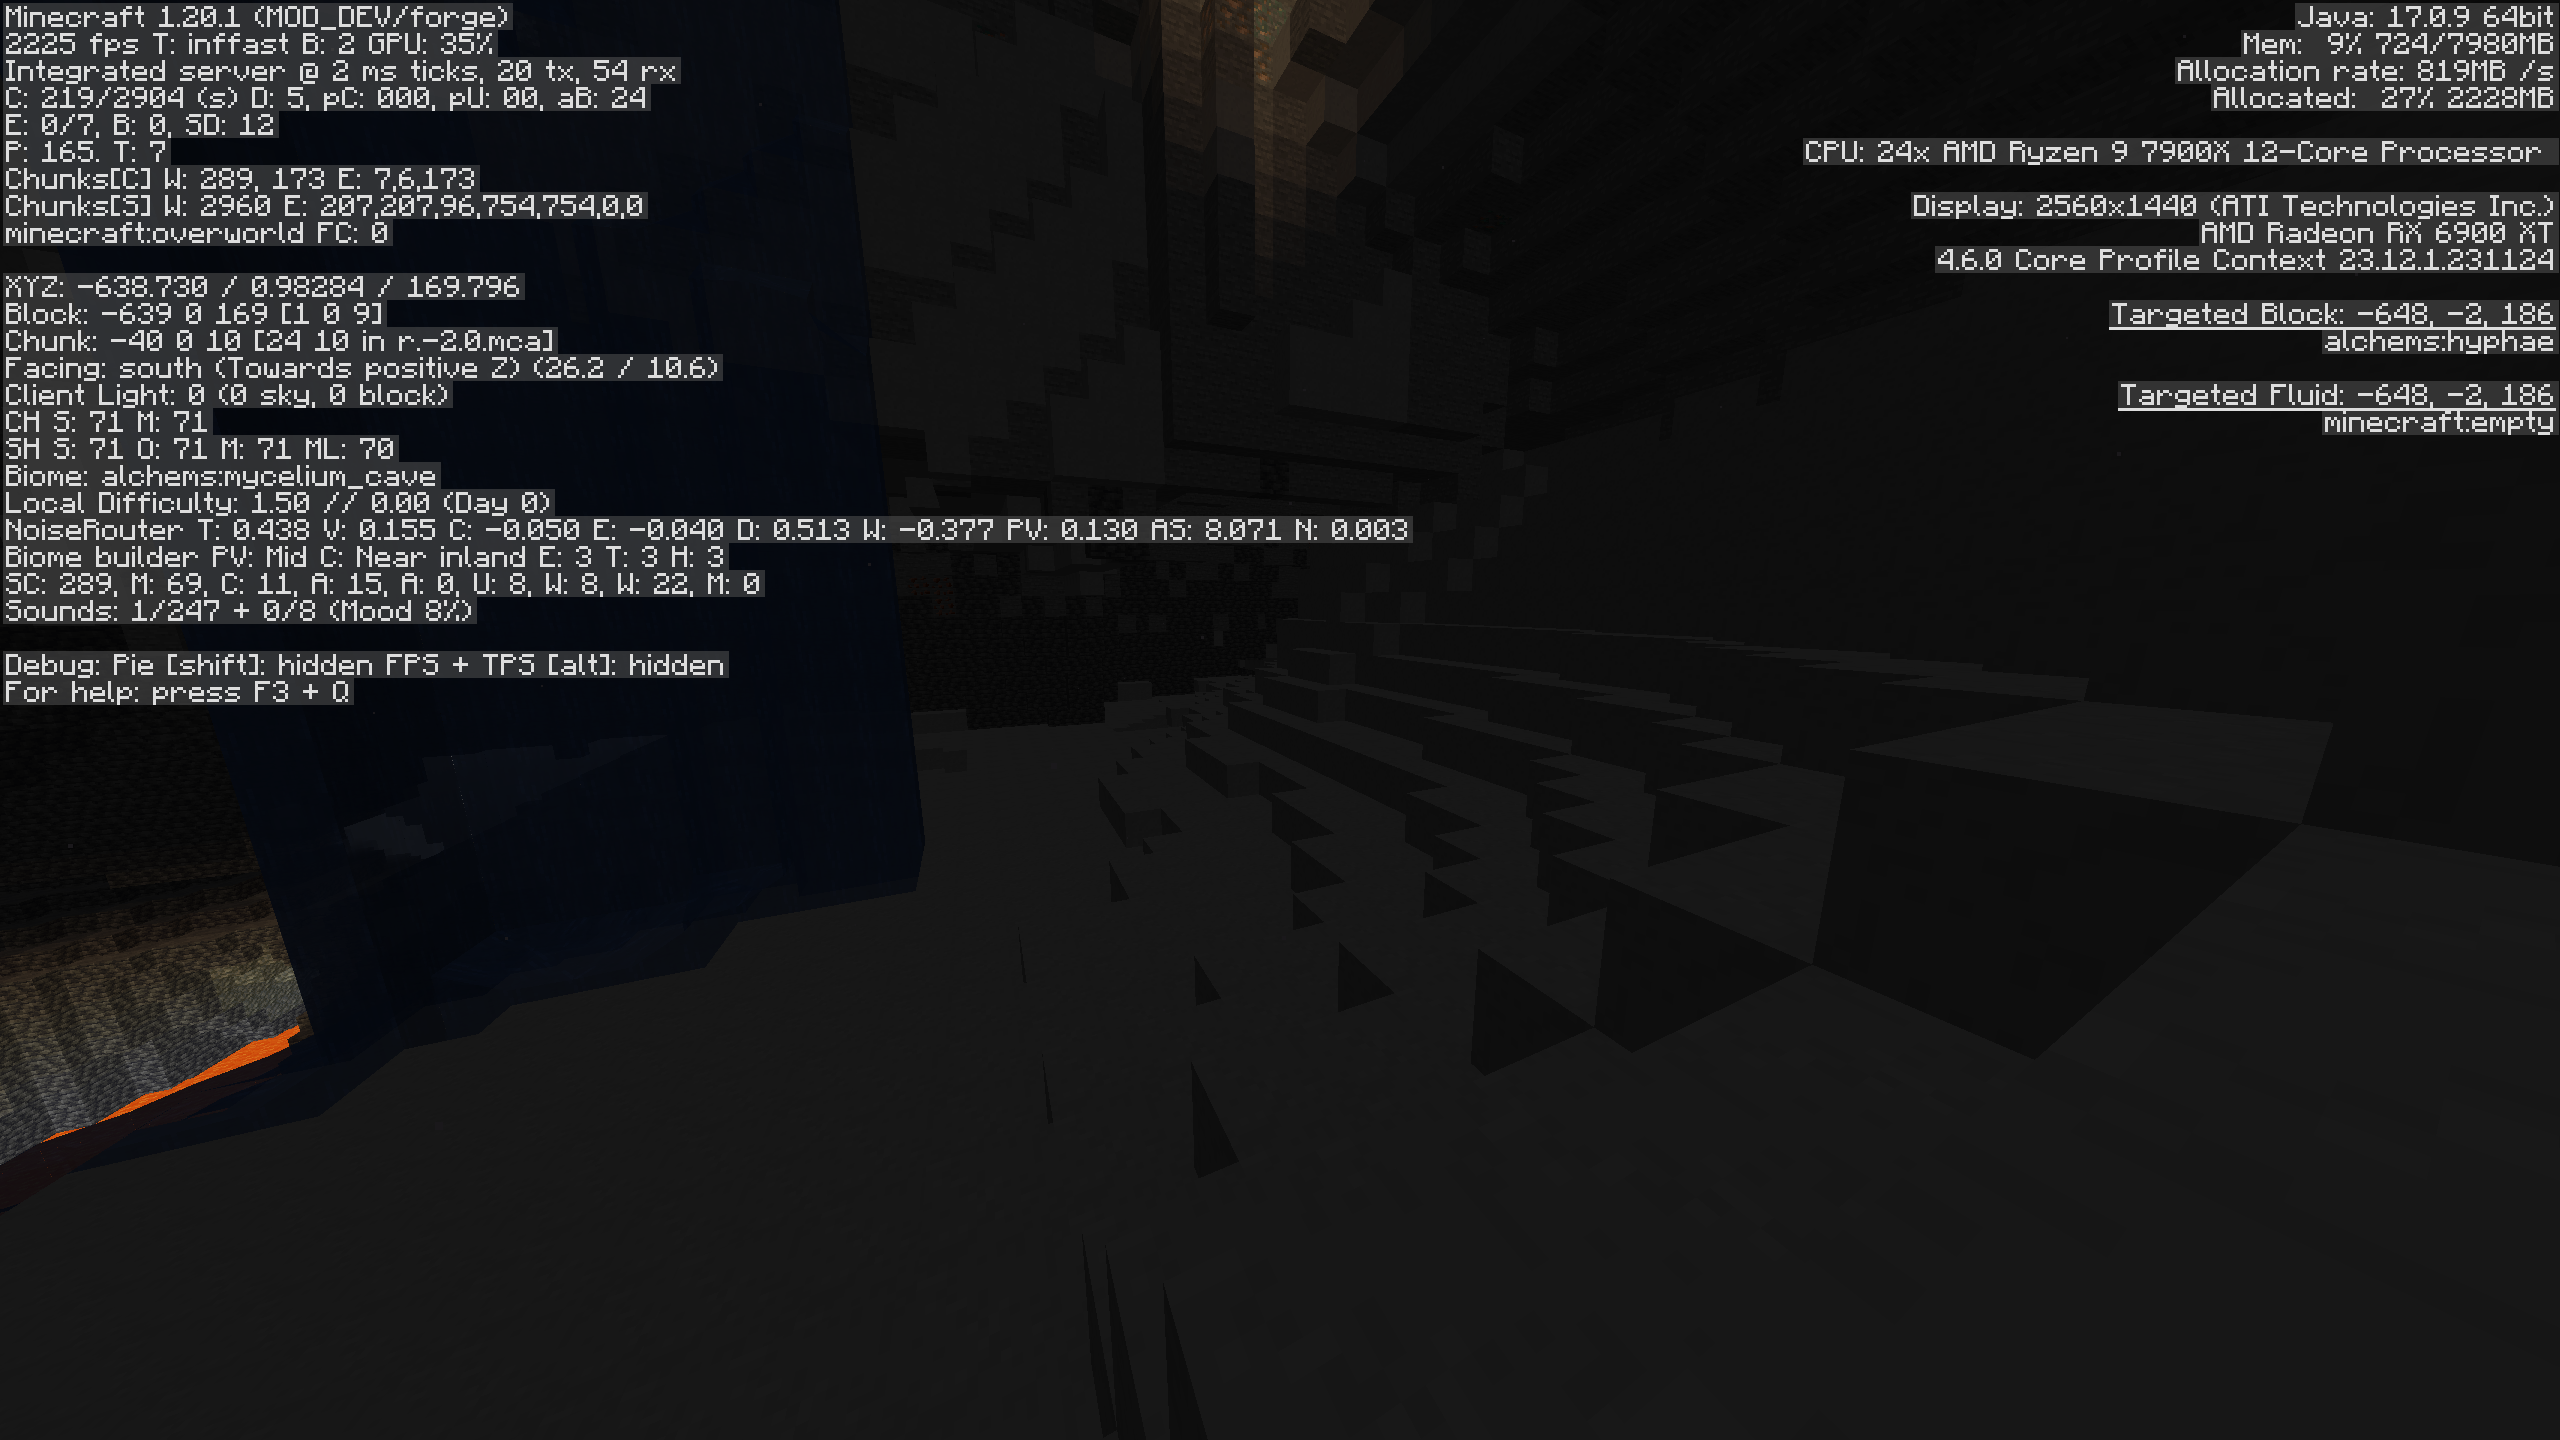 Minecraft 1.20.1 (MOD_DEV/forge)
2225 fps T: inffast B: 2 GPU: 35%
Integrated server @ 2 ms ticks, 20 tx, 54 rx
C: 219/2904 (s) D: 5, pC: 000, pU: 00, aB: 24
E: 0/7, B: 0, SD: 12
P: 165. T: 7
Chunks[C] W: 289, 173 E: 7,6,173
Chunks[S] W: 2960 E: 207,207,96,754,754,0,0
minecraft:overworld FC: 0
XYZ: -638.730 / 0.98284 / 169.796
Block: -639 0 169 [1 0 9]
Chunk: -40 0 10 [24 10 in r.-2.0.mca]
Facing: south (Towards positive Z) (26.2 / 10.6)
Client Light: 0 (0 sky, 0 block)
CH S: 71 M: 71
SH S: 71 O: 71 M: 71 ML: 70
Biome: alchems:mycelium_cave
Local Difficulty: 1.50 // 0.00 (Day 0)
NoiseRouter T: 0.438 V: 0.155 C: -0.050 E: -0.040 D: 0.513 W: -0.377 PV: 0.130 AS: 8.071 N: 0.003
Biome builder PV: Mid C: Near inland E: 3 T: 3 H: 3
SC: 289, M: 69, C: 11, A: 15, A: 0, U: 8, W: 8, W: 22, M: 0
Sounds: 1/247 + 0/8 (Mood 8%)
Debug: Pie [shift]: hidden FPS + TPS [alt]: hidden
For help: press F3 + Q
Java: 17.0.9 64bit
Mem: 9% 724/7980MB
Allocation rate: 819MB /s
Allocated: 27% 2228MB
CPU: 24x AMD Ryzen 9 7900X 12-Core Processor
Display: 2560x1440 (ATI Technologies Inc.)
AMD Radeon RX 6900 XT
4.6.0 Core Profile Context 23.12.1.231124
Targeted Block: -648, -2, 186
alchems:hyphae
Targeted Fluid: -648, -2, 186
minecraft:empty